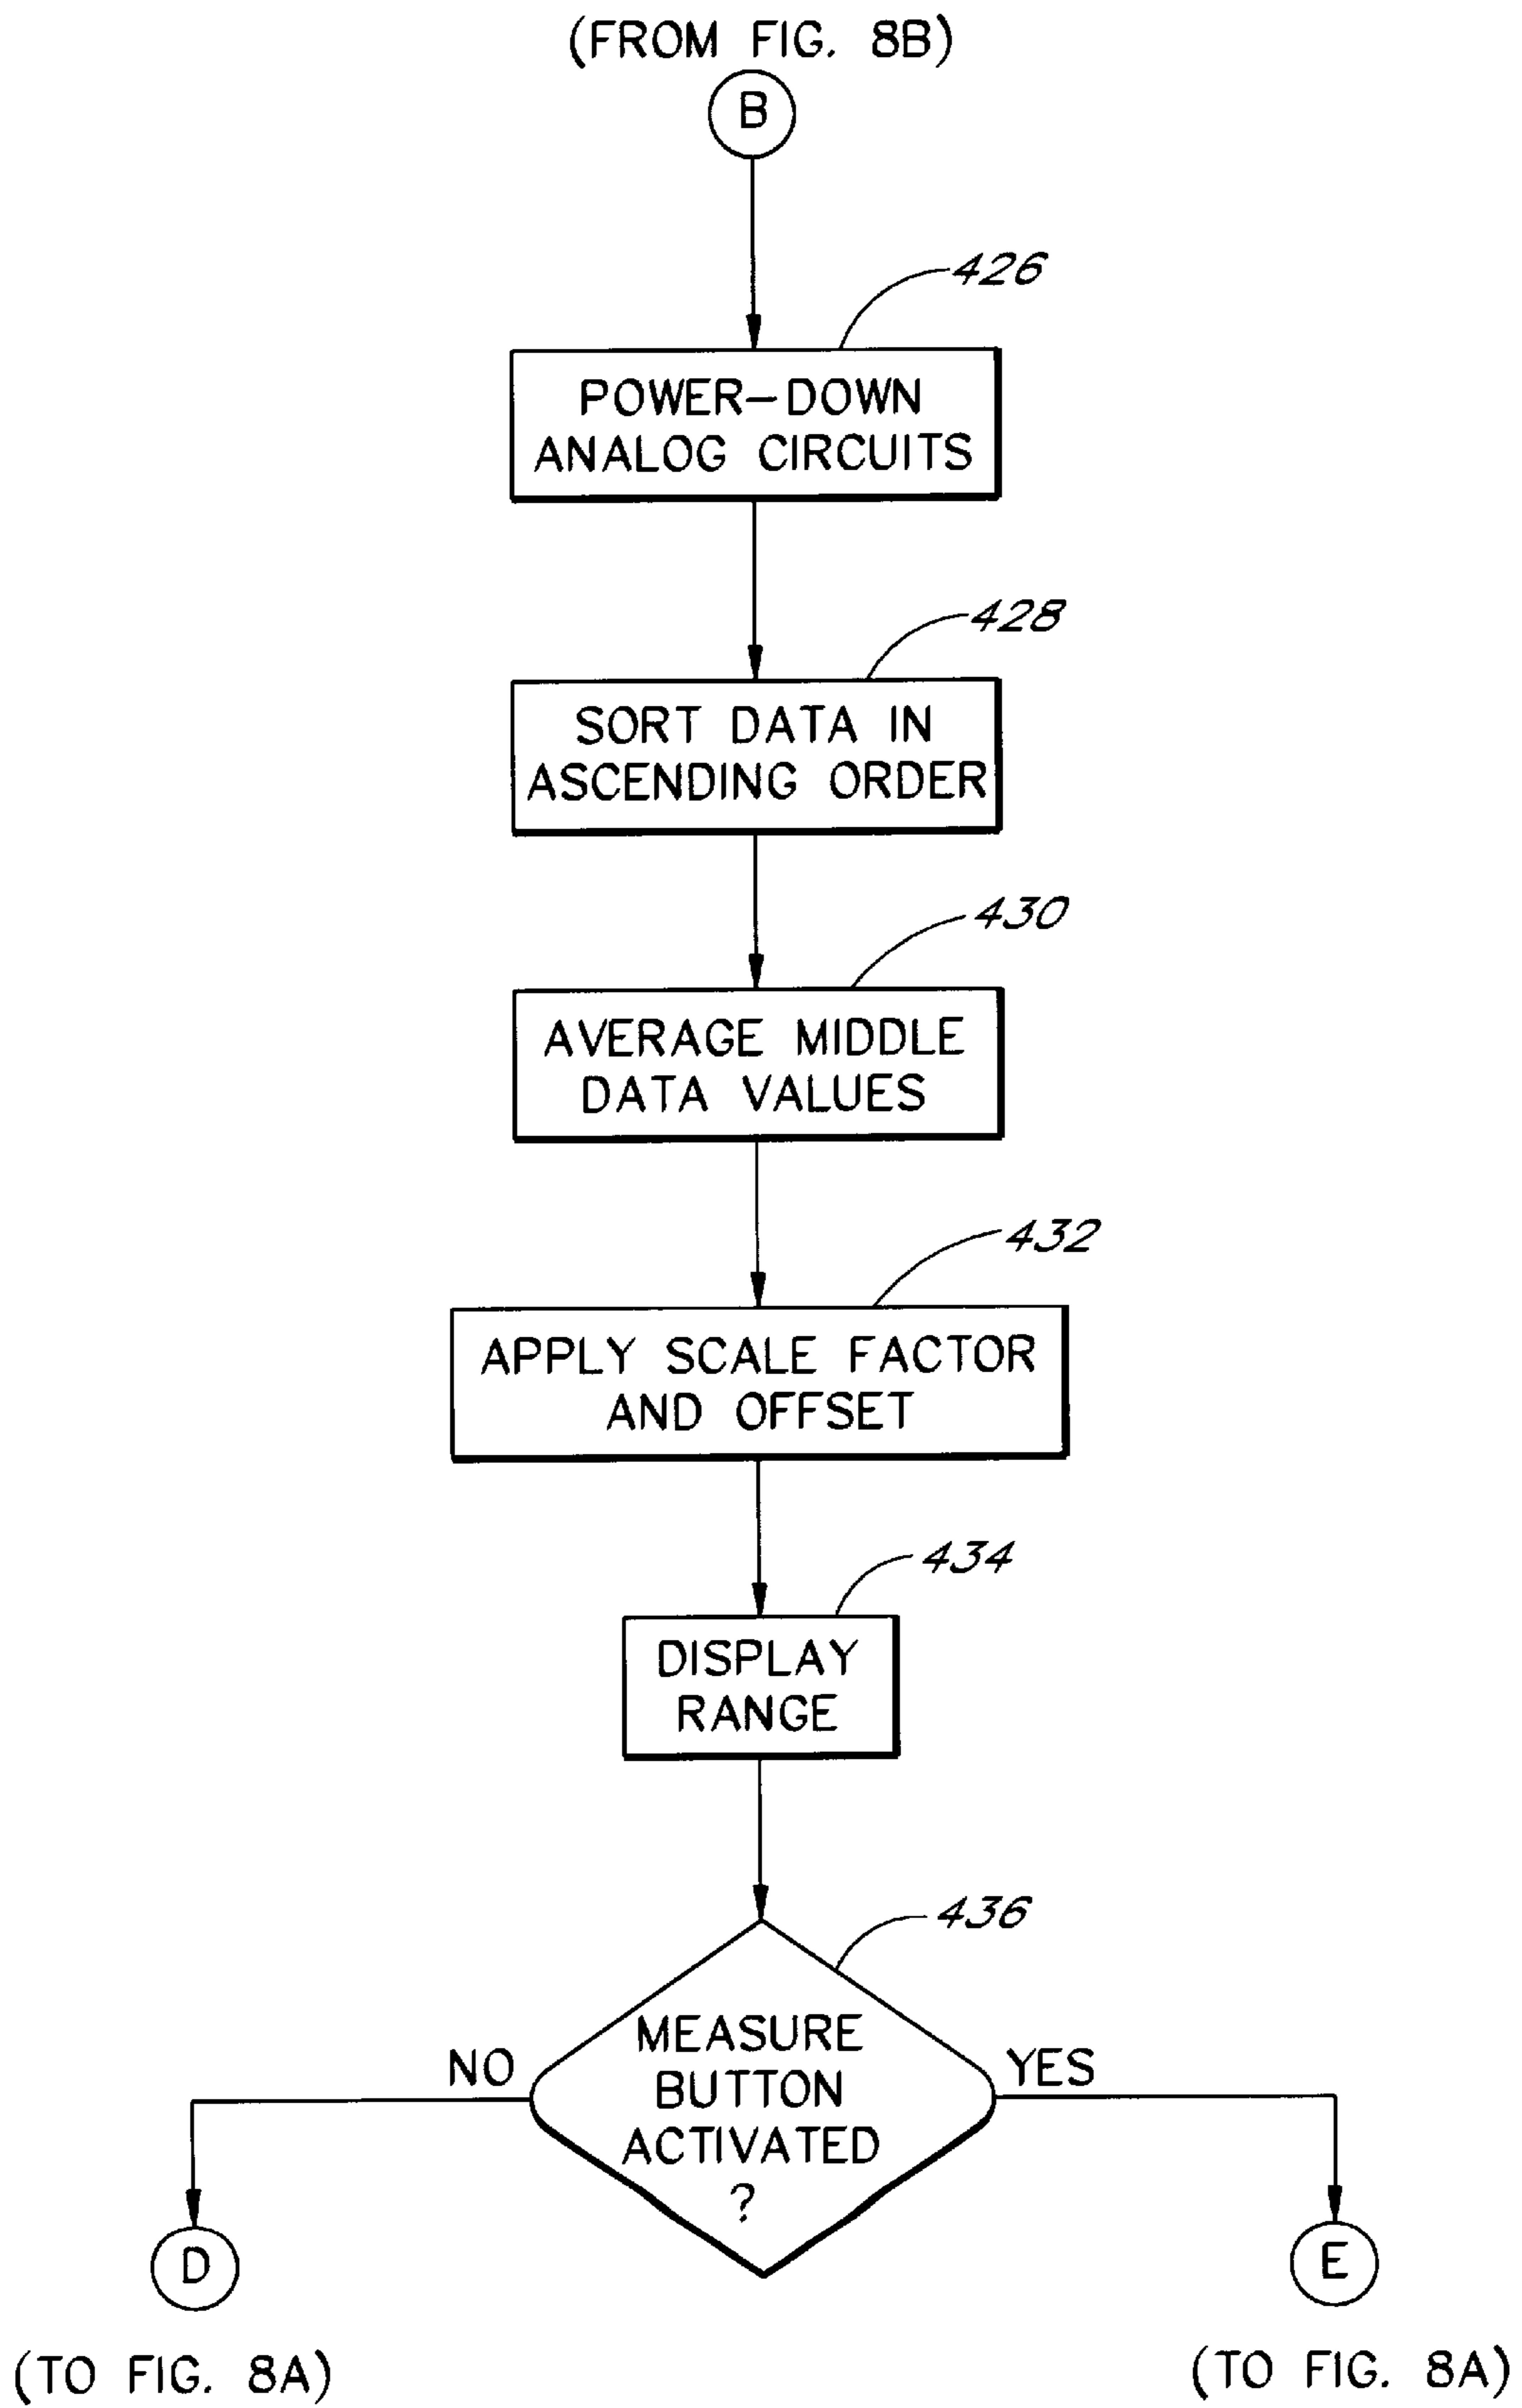 (FROM FIG. 8B)
B
426
POWER-DOWN
ANALOG CIRCUITS
428
SORT DATA IN
ASCENDING ORDER
430
AVERAGE MIDDLE
DATA VALUES
432
APPLY SCALE FACTOR
AND OFFSET
434
DISPLAY
RANGE
436
MEASURE
BUTTON
ACTIVATED
?
NO
YES
D
E
(TO FIG. 8A)
(TO FIG. 8A)